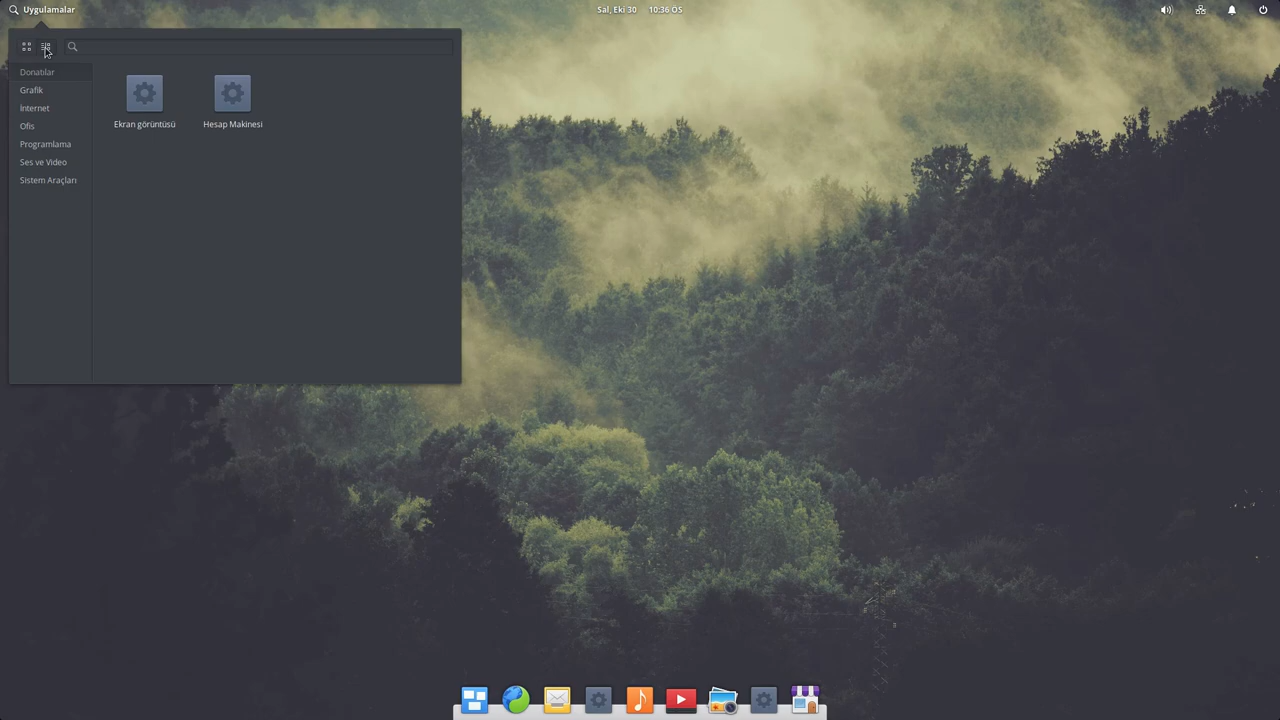 Uygulamalar
Sal, Eki 30 10:36 ÖS
Donatılar
Grafik
İnternet
Ofis
Programlama
Ses ve Video
Sistem Araçları
Ekran görüntüsü
Hesap Makinesi